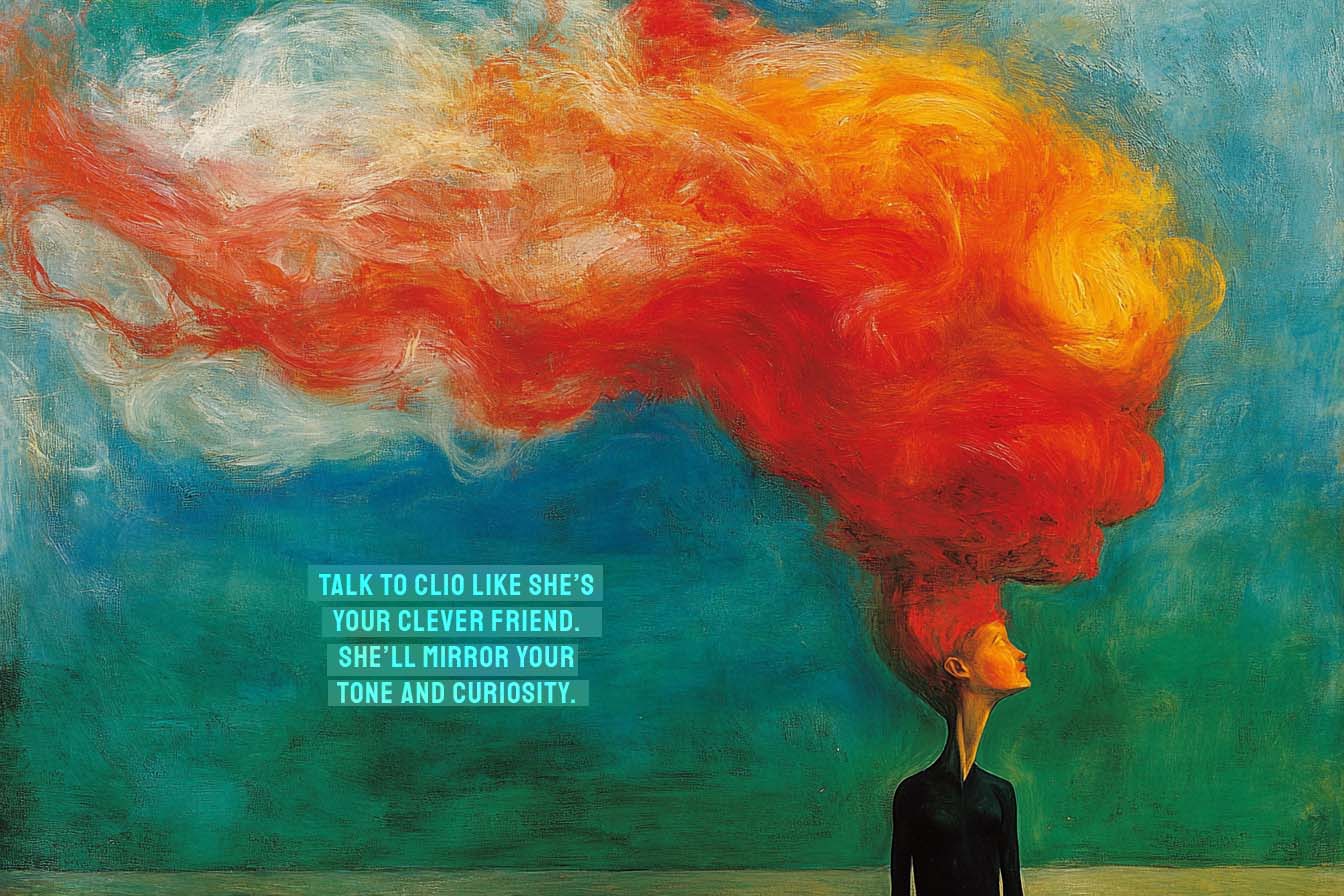 TALK TO CLIO LIKE SHE’S
YOUR CLEVER FRIEND.
SHE’LL MIRROR YOUR
TONE AND CURIOSITY.